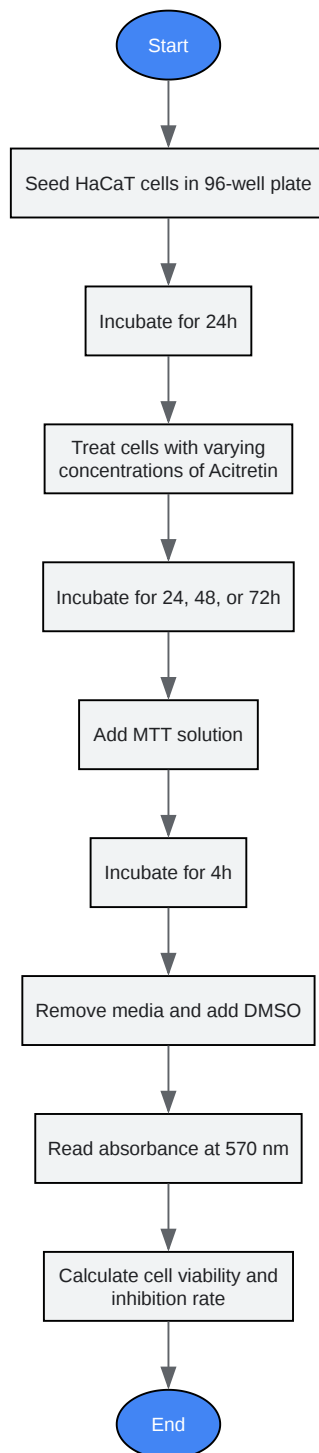 Start
Seed HaCaT cells in 96-well plate
Incubate for 24h
Treat cells with varying
concentrations of Acitretin
Incubate for 24, 48, or 72h
Add MTT solution
Incubate for 4h
Remove media and add DMSO
Read absorbance at 570 nm
Calculate cell viability and
inhibition rate
End